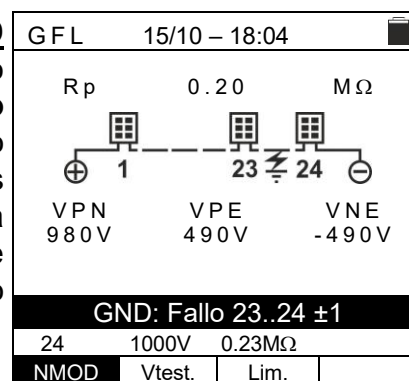 GFL 15/10 – 18:04
Rp 0.20 MΩ
1 23 24
VPN VPE VNE
980V 490V -490V
GND: Fallo 23..24 ±1
24 1000V 0.23MΩ
NMOD Vtest. Lim.